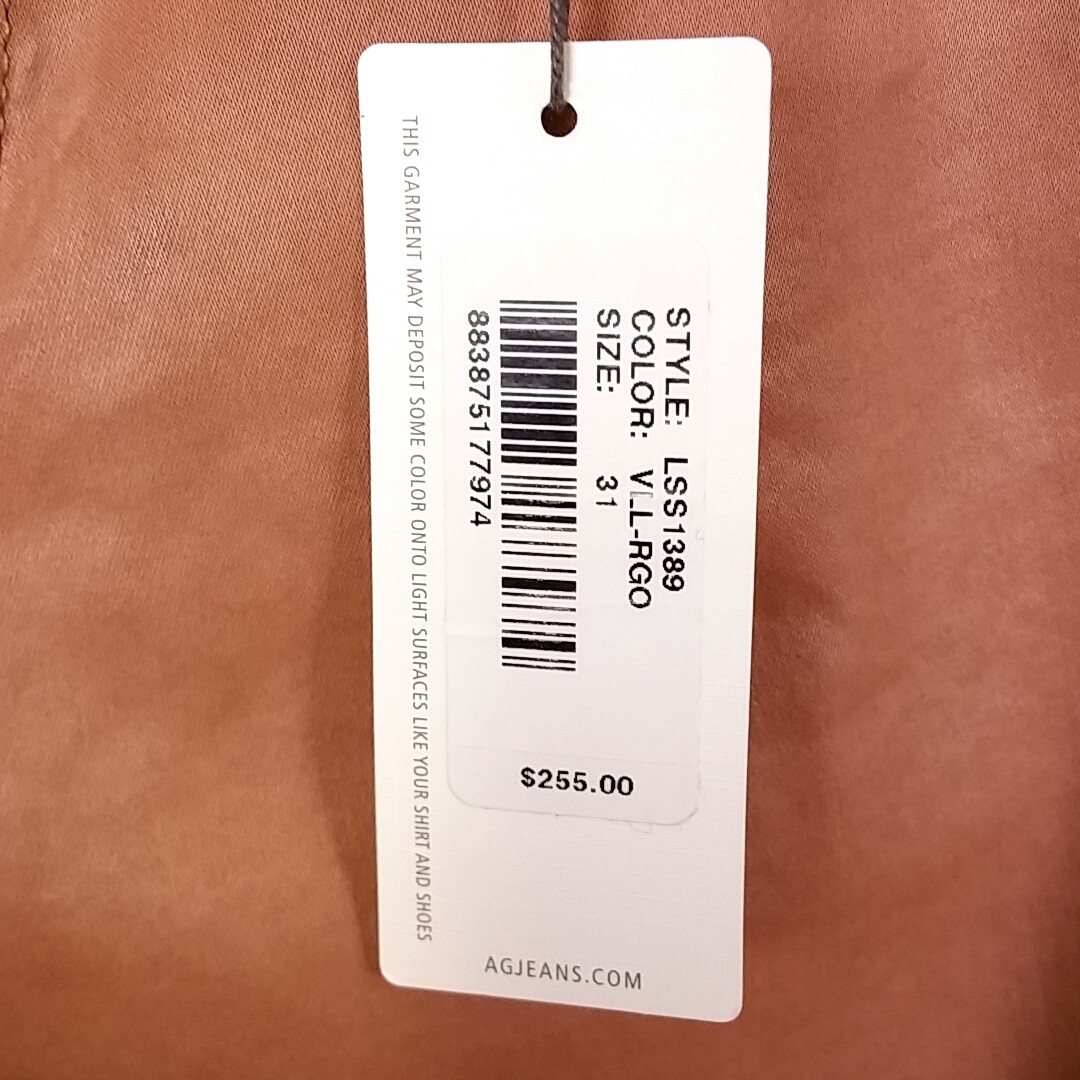 THIS GARMENT MAY DEPOSIT SOME COLOR ONTO LIGHT SURFACES LIKE YOUR SHIRT AND SHOES
STYLE: LSS1389
COLOR: VLL-RGO
SIZE: 31
883875177974
$255.00
AGJEANS.COM